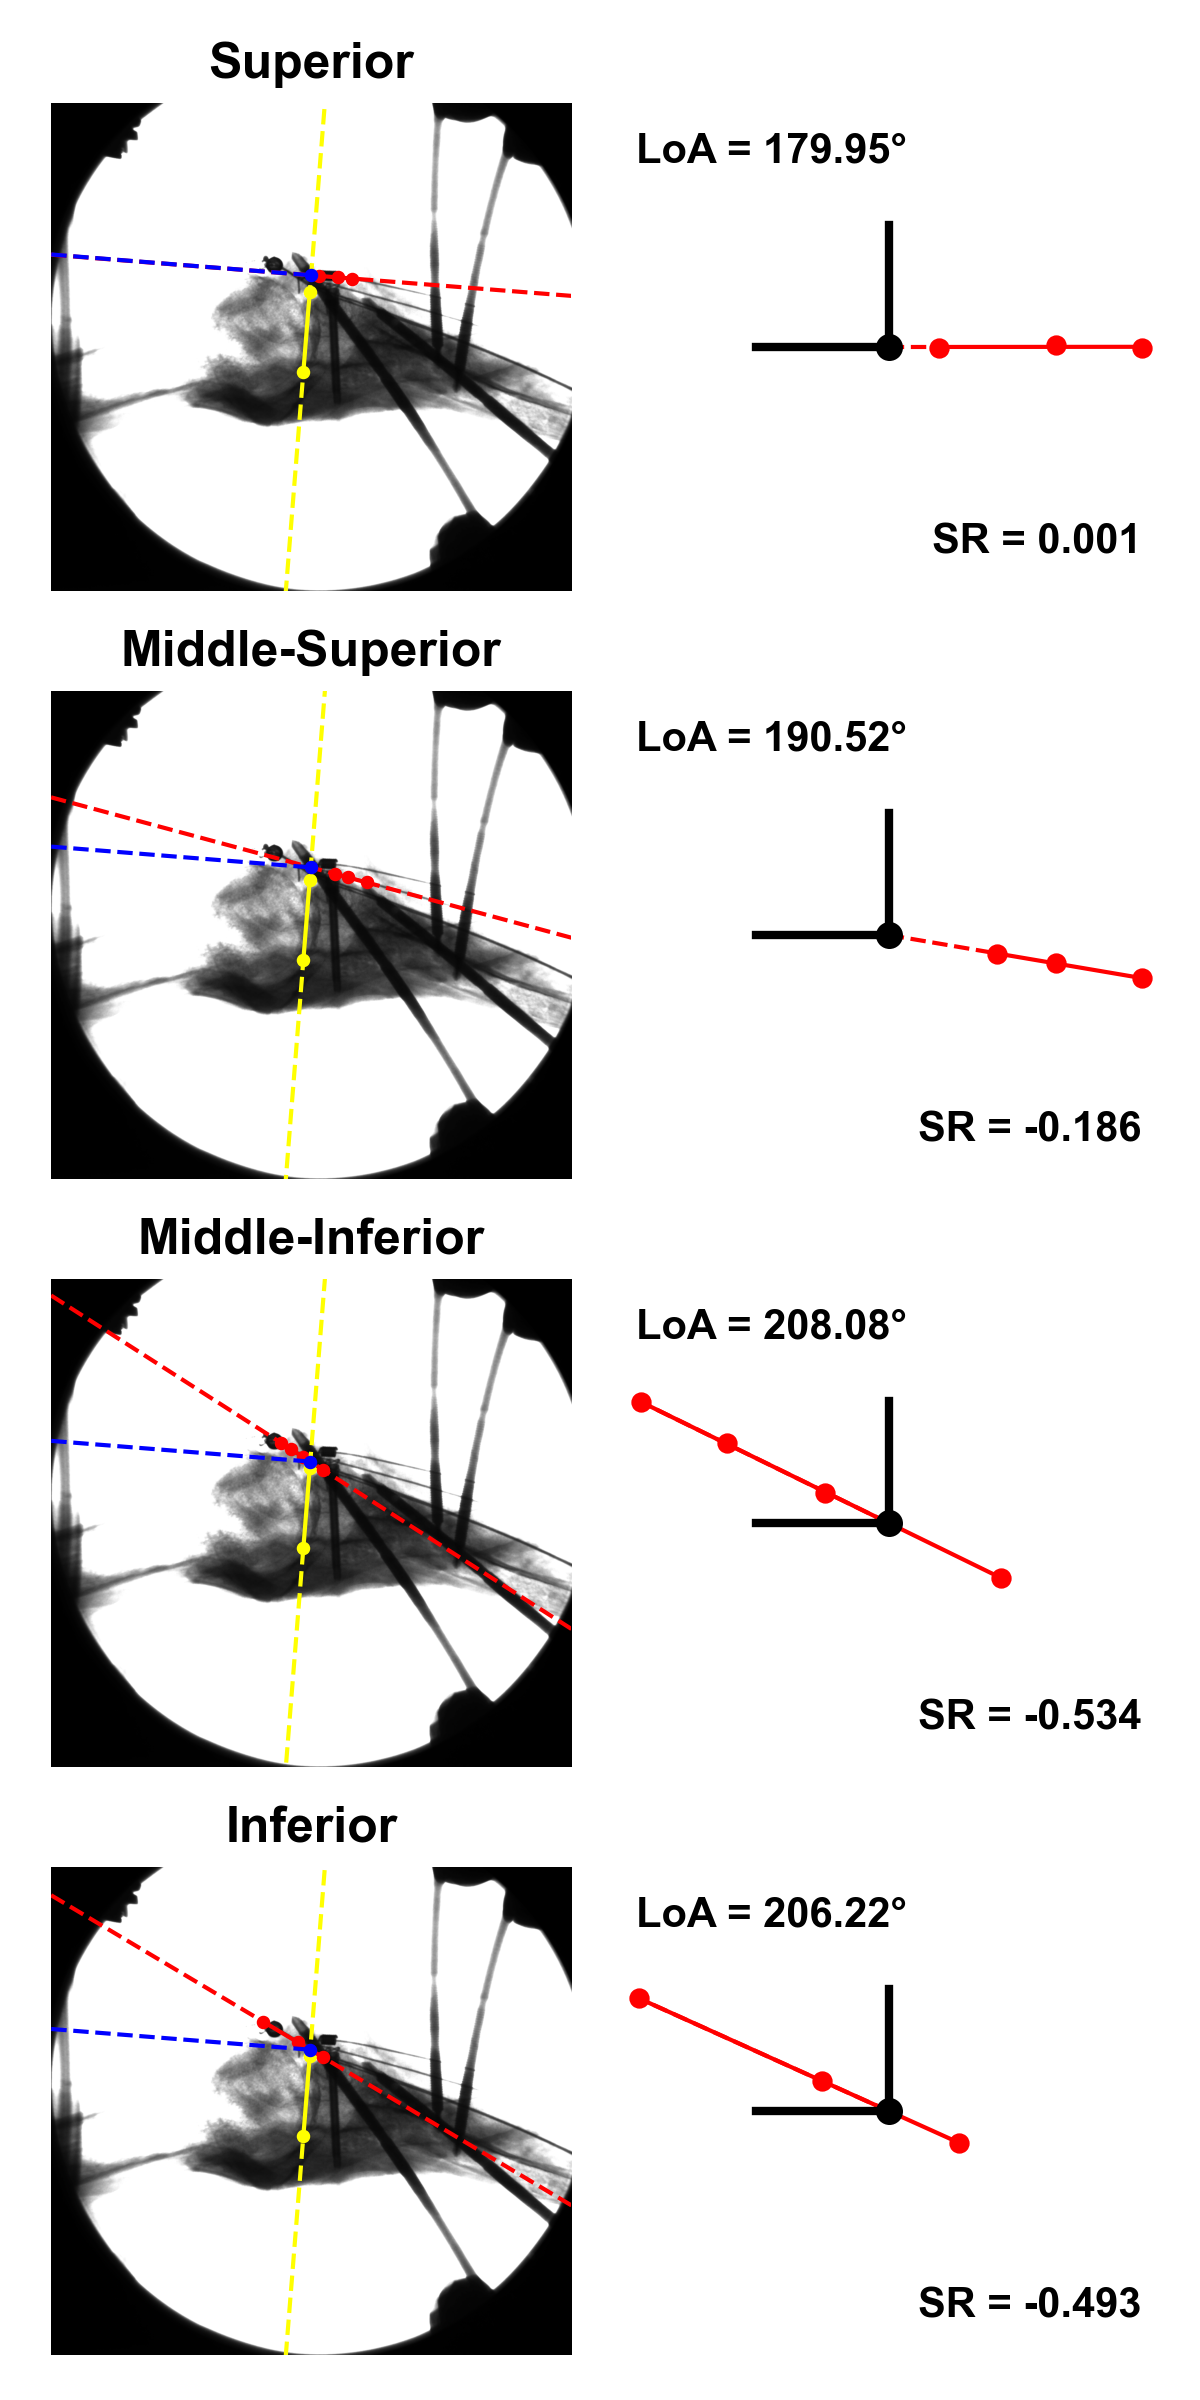 Superior
LoA = 179.95°
SR = 0.001
Middle-Superior
LoA = 190.52°
SR = -0.186
Middle-Inferior
LoA = 208.08°
SR = -0.534
Inferior
LoA = 206.22°
SR = -0.493